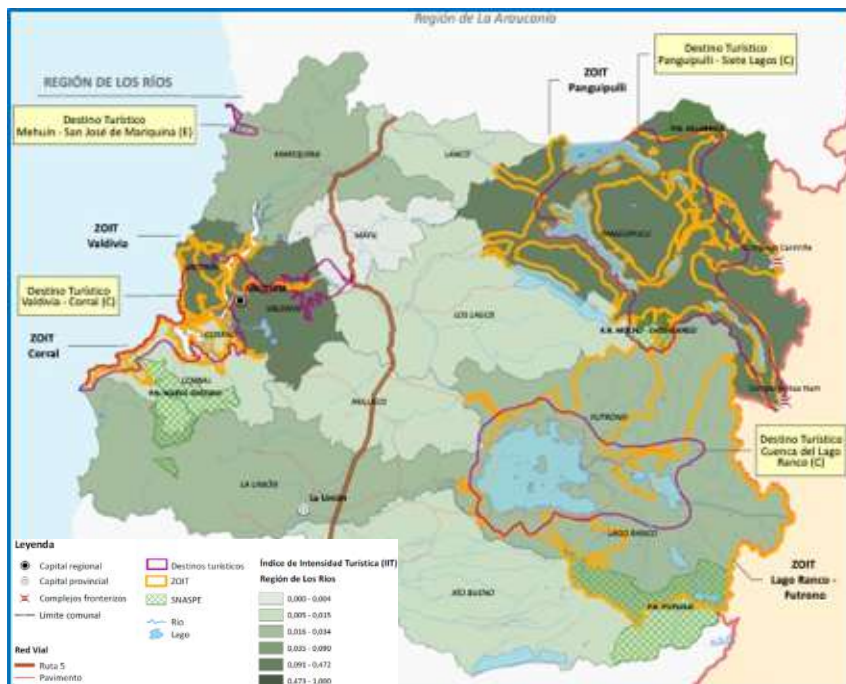 Región de La Araucanía
Destino Turístico
Panguipulli - Siete Lagos (C)
ZOIT
Panguipulli
REGIÓN DE LOS RÍOS
Destino Turístico
Mehuín - San José de Mariquina (E)
MARIQUINA
LANCO
P.N. VILLARRICA
ZOIT
Valdivia
MÁFIL
PANGUIPULLI
VALDIVIA
Destino Turístico
Valdivia - Corral (C)
VALDIVIA
LOS LAGOS
ZOIT
Corral
CORRAL
CORRAL
PAILLACO
FUTRONO
Destino Turístico
Cuenca del Lago
Ranco (C)
LA UNIÓN
La Unión
LAGO RANCO
ZOIT
Lago Ranco -
Futrono
RÍO BUENO
P.N. PUYEHUE
Leyenda
Capital regional
Capital provincial
Complejos fronterizos
Límite comunal
Red Vial
Ruta 5
Pavimento
Destinos turísticos
ZOIT
SNASPE
Río
Lago
Índice de Intensidad Turística (IIT)
Región de Los Ríos
0,000 - 0,004
0,005 - 0,015
0,016 - 0,034
0,035 - 0,090
0,091 - 0,472
0,473 - 1,000